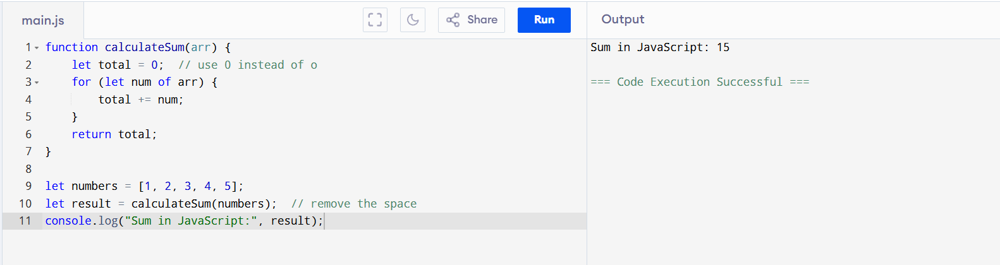 main.js Share Run Output
1 function calculateSum(arr) {
2     let total = 0;  // use 0 instead of o
3     for (let num of arr) {
4         total += num;
5     }
6     return total;
7 }
8
9 let numbers = [1, 2, 3, 4, 5];
10 let result = calculateSum(numbers);  // remove the space
11 console.log("Sum in JavaScript:", result);
Sum in JavaScript: 15
=== Code Execution Successful ===